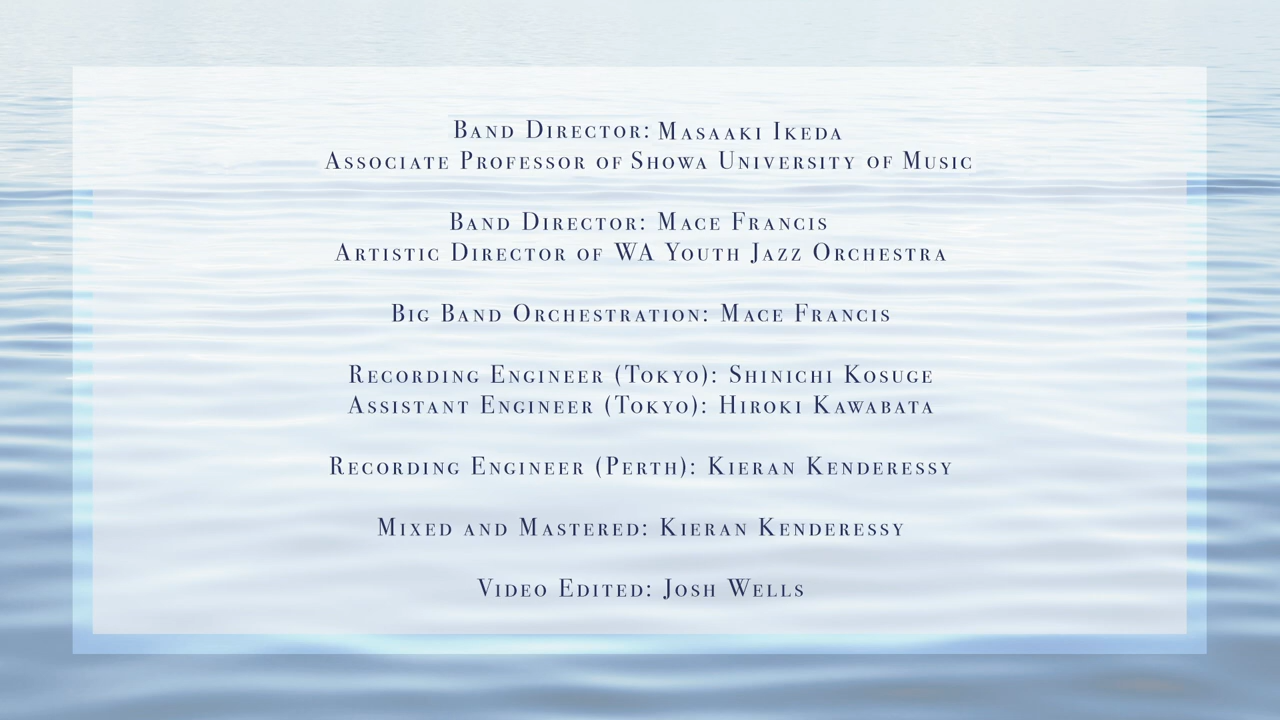 Band Director: Masaaki Ikeda
Associate Professor of Showa University of Music
Band Director: Mace Francis
Artistic Director of WA Youth Jazz Orchestra
Big Band Orchestration: Mace Francis
Recording Engineer (Tokyo): Shinichi Kosuge
Assistant Engineer (Tokyo): Hiroki Kawabata
Recording Engineer (Perth): Kieran Kenderessy
Mixed and Mastered: Kieran Kenderessy
Video Edited: Josh Wells